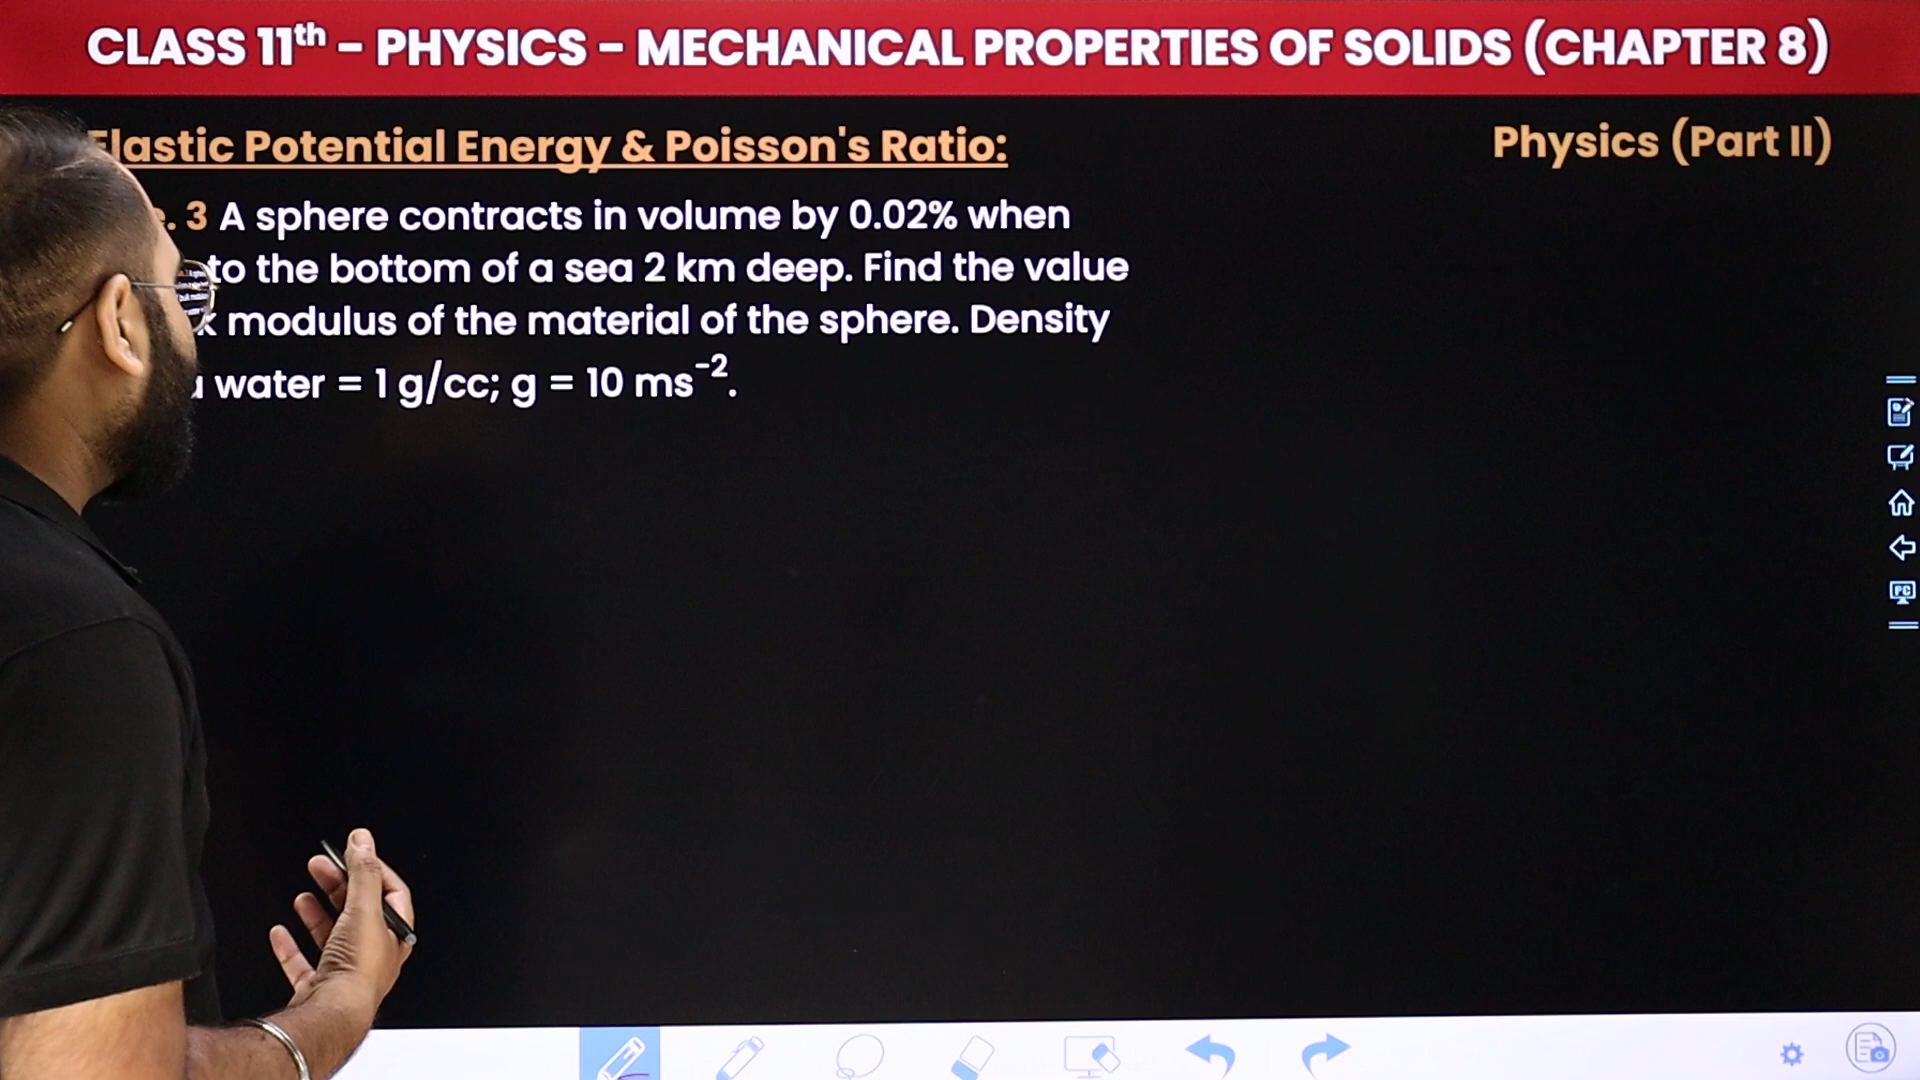 CLASS 11th – PHYSICS – MECHANICAL PROPERTIES OF SOLIDS (CHAPTER 8)
Elastic Potential Energy & Poisson's Ratio:
Physics (Part II)
. 3 A sphere contracts in volume by 0.02% when
to the bottom of a sea 2 km deep. Find the value
modulus of the material of the sphere. Density
water = 1 g/cc; g = 10 ms⁻².
PC